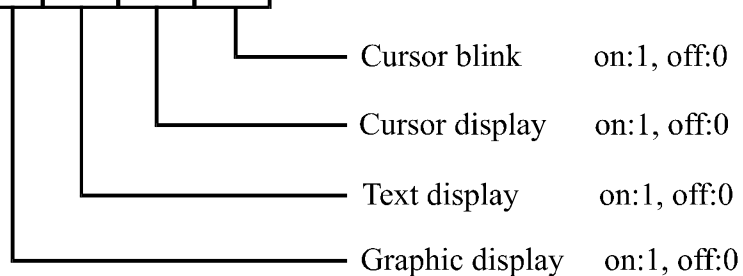 Cursor blink on:1, off:0
Cursor display on:1, off:0
Text display on:1, off:0
Graphic display on:1, off:0